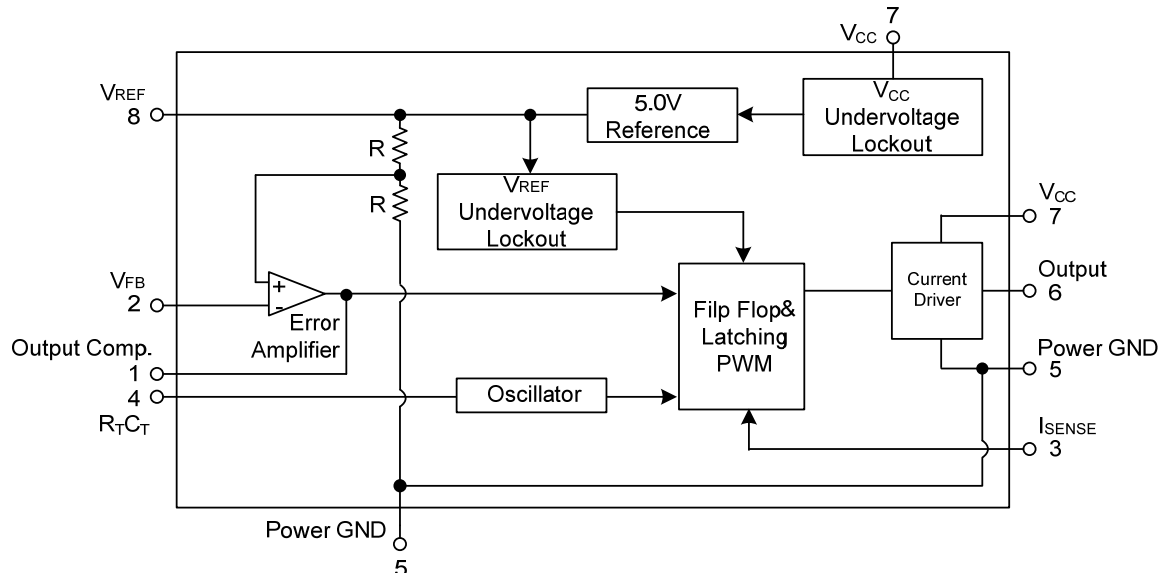 7
VCC
VREF
8
5.0V
Reference
VCC
Undervoltage
Lockout
R
R
VREF
Undervoltage
Lockout
VCC
7
VFB
2
+
-
Error
Amplifier
Filp Flop&
Latching
PWM
Current
Driver
Output
6
Output Comp.
1
Power GND
5
4
RTCT
Oscillator
ISENSE
3
Power GND
5